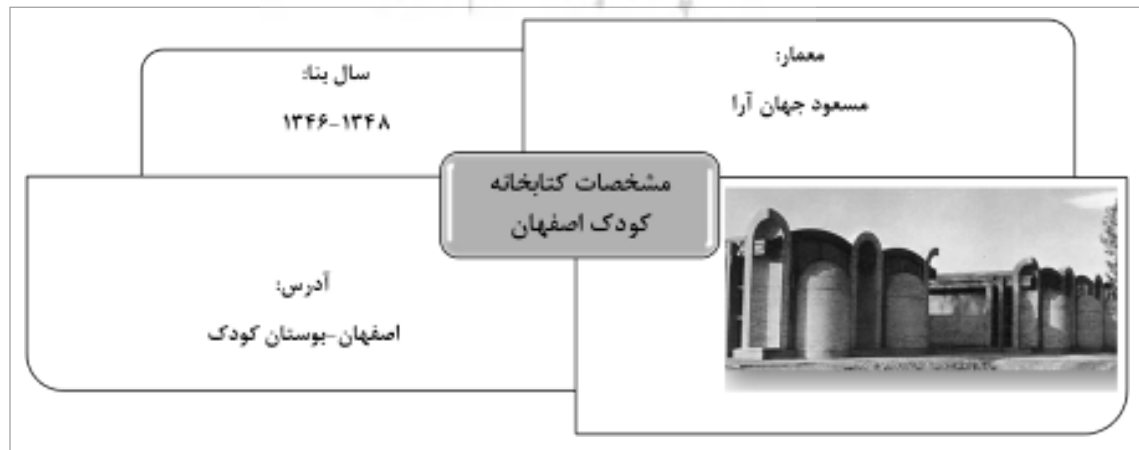 معمار:
مسعود جهان آرا
سال بنا:
۱۳۴۶-۱۳۴۸
مشخصات کتابخانه
کودک اصفهان
آدرس:
اصفهان-بوستان کودک